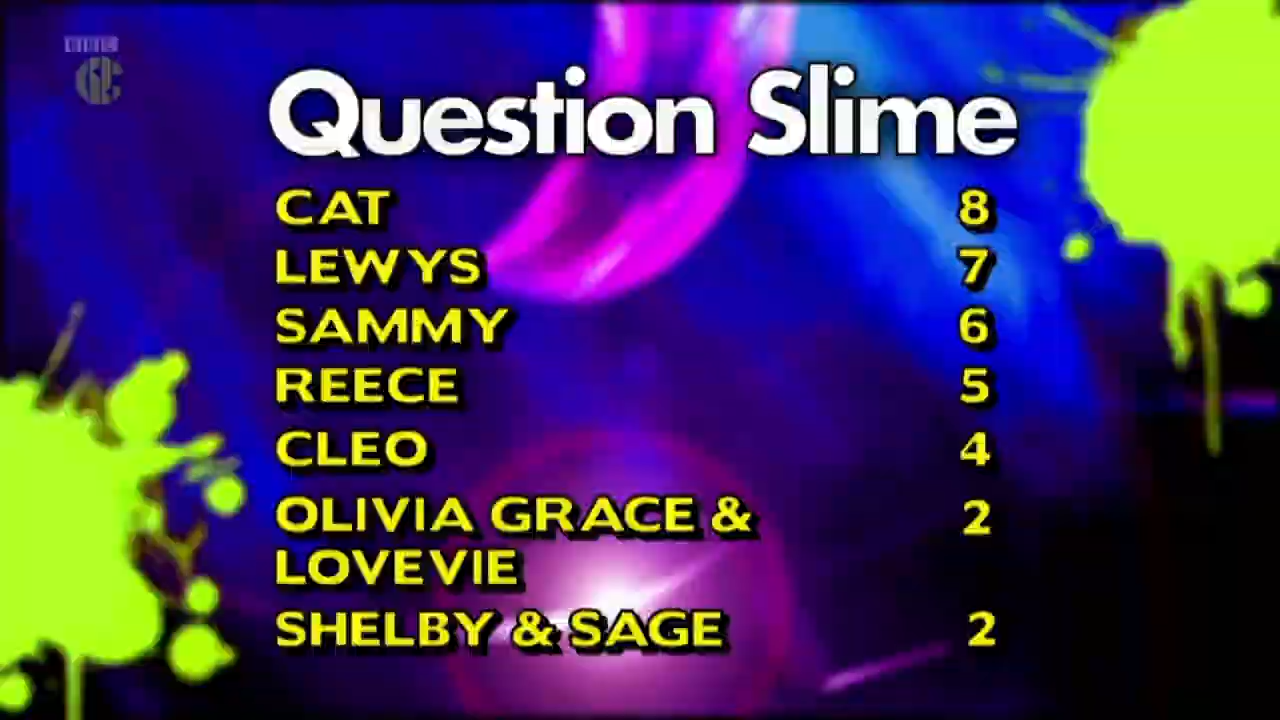 Question Slime
CAT 8
LEWYS 7
SAMMY 6
REECE 5
CLEO 4
OLIVIA GRACE & 2
LOVEVIE
SHELBY & SAGE 2